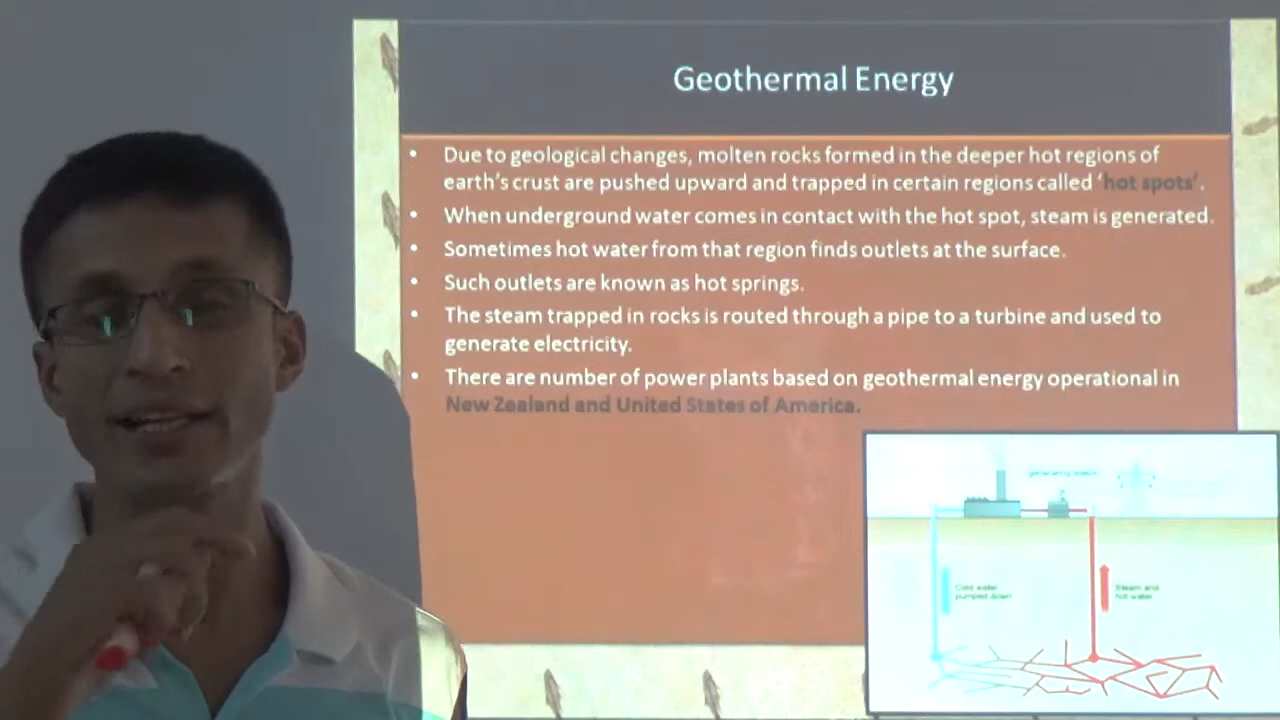 Geothermal Energy
• Due to geological changes, molten rocks formed in the deeper hot regions of
earth's crust are pushed upward and trapped in certain regions called ‘hot spots’.
• When underground water comes in contact with the hot spot, steam is generated.
• Sometimes hot water from that region finds outlets at the surface.
• Such outlets are known as hot springs.
• The steam trapped in rocks is routed through a pipe to a turbine and used to
generate electricity.
• There are number of power plants based on geothermal energy operational in
New Zealand and United States of America.
generating station
Cold water
pumped down
Steam and
hot water